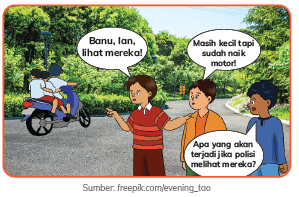 Banu, Ian,
lihat mereka!
Masih kecil tapi
sudah naik
motor!
Apa yang akan
terjadi jika polisi
melihat mereka?
Sumber: freepik.com/evening_tao